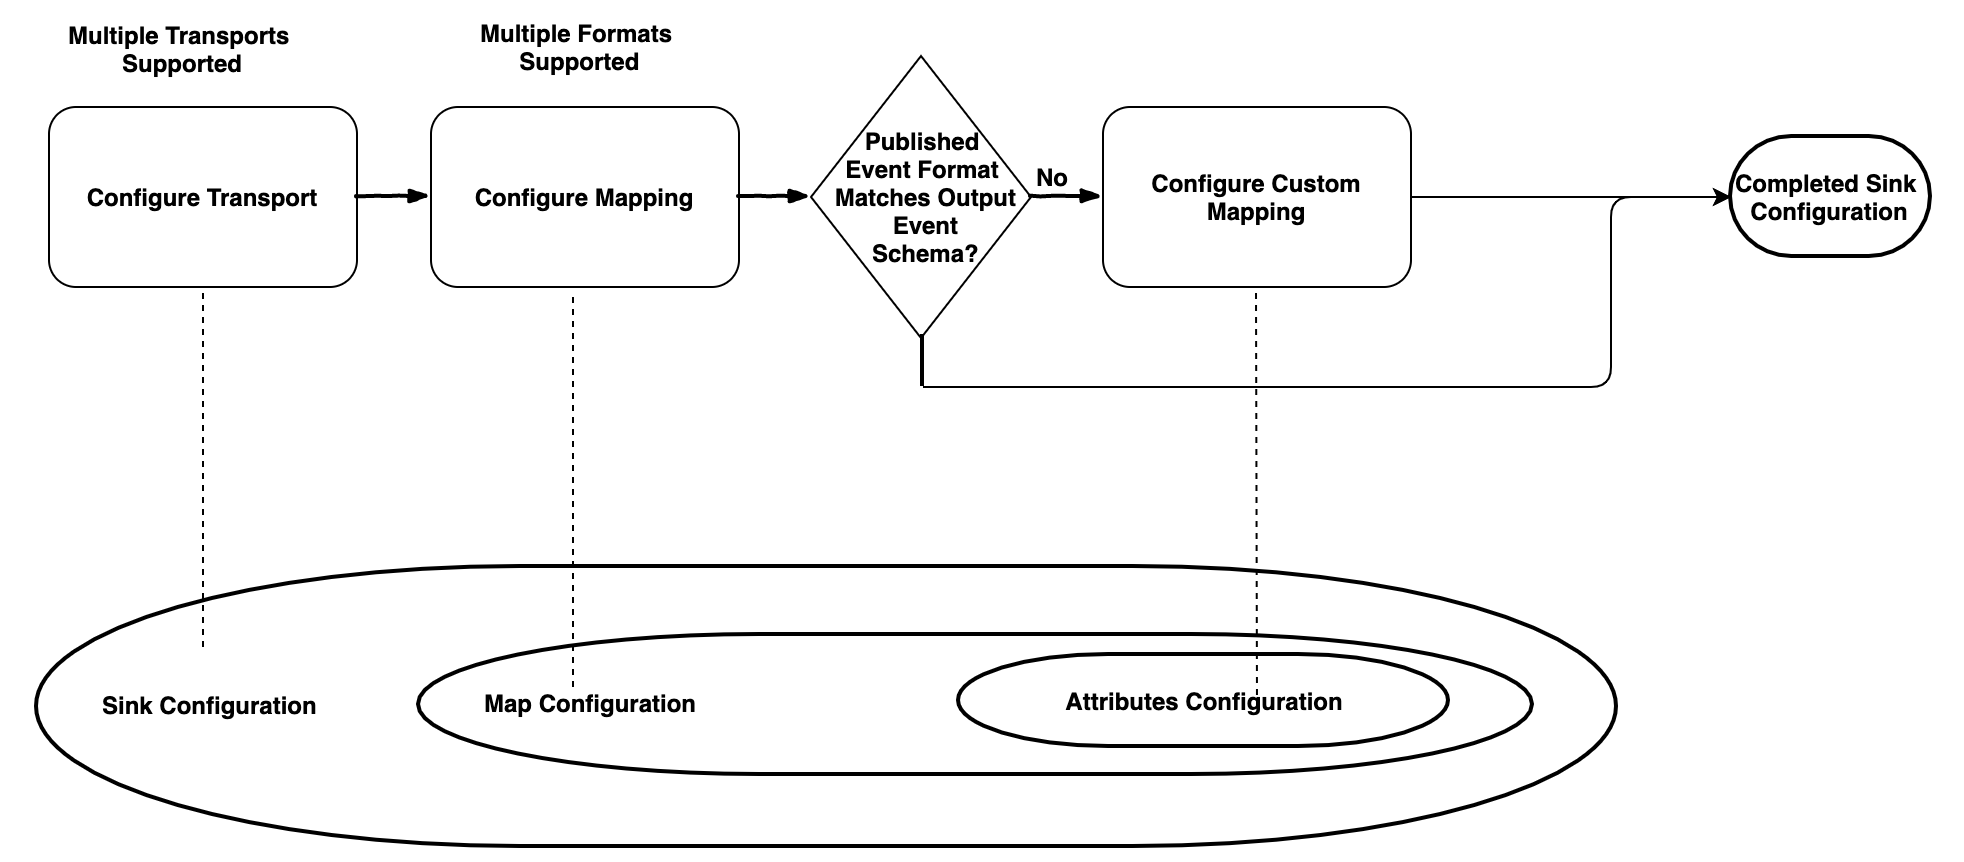 Multiple Transports
Supported
Multiple Formats
Supported
Configure Transport
Configure Mapping
Published
Event Format
Matches Output
Event
Schema?
No
Configure Custom
Mapping
Completed Sink
Configuration
Sink Configuration
Map Configuration
Attributes Configuration